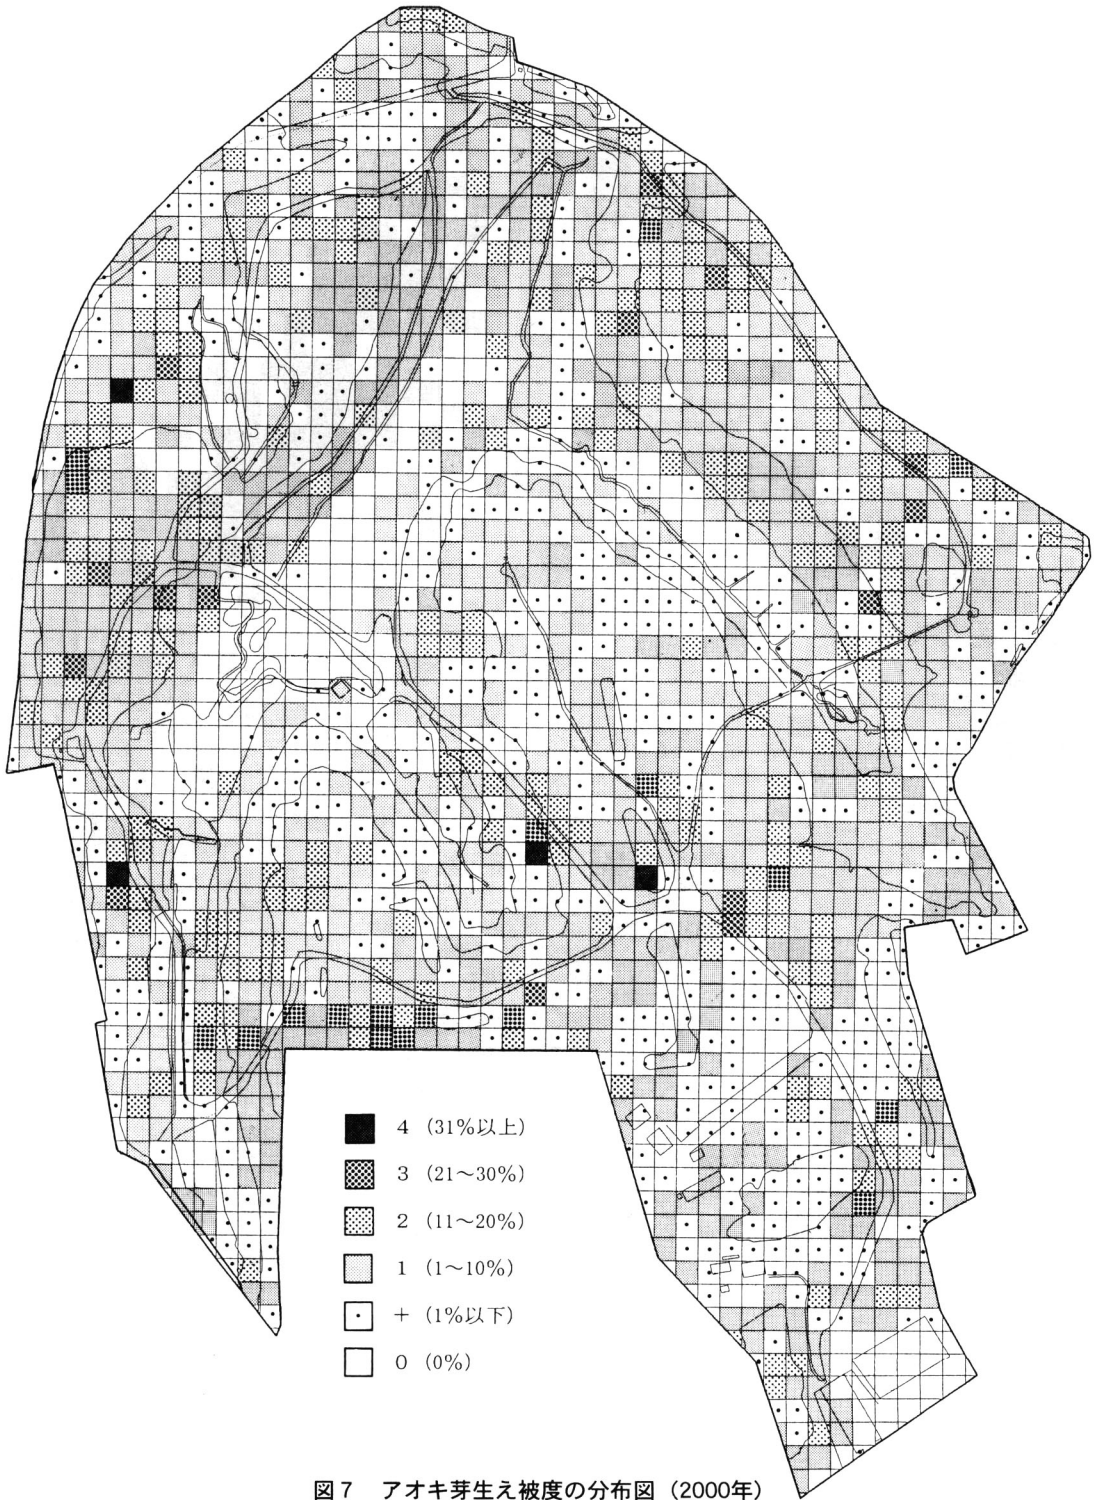 4 (31%以上)
3 (21～30%)
2 (11～20%)
1 (1～10%)
+ (1%以下)
0 (0%)
図7 アオキ芽生え被度の分布図 (2000年)